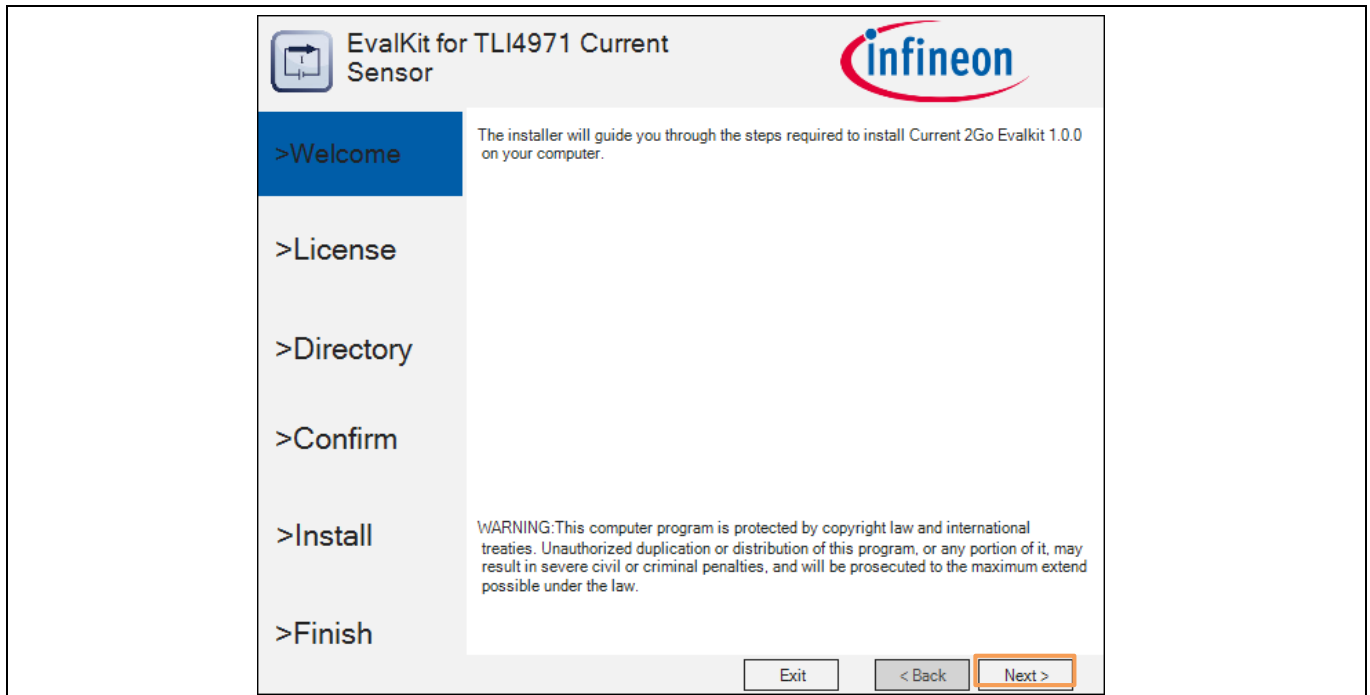 EvalKit for TLI4971 Current
Sensor
infineon
>Welcome
The installer will guide you through the steps required to install Current 2Go Evalkit 1.0.0
on your computer.
>License
>Directory
>Confirm
>Install
WARNING:This computer program is protected by copyright law and international
treaties. Unauthorized duplication or distribution of this program, or any portion of it, may
result in severe civil or criminal penalties, and will be prosecuted to the maximum extend
possible under the law.
>Finish
Exit
< Back
Next >